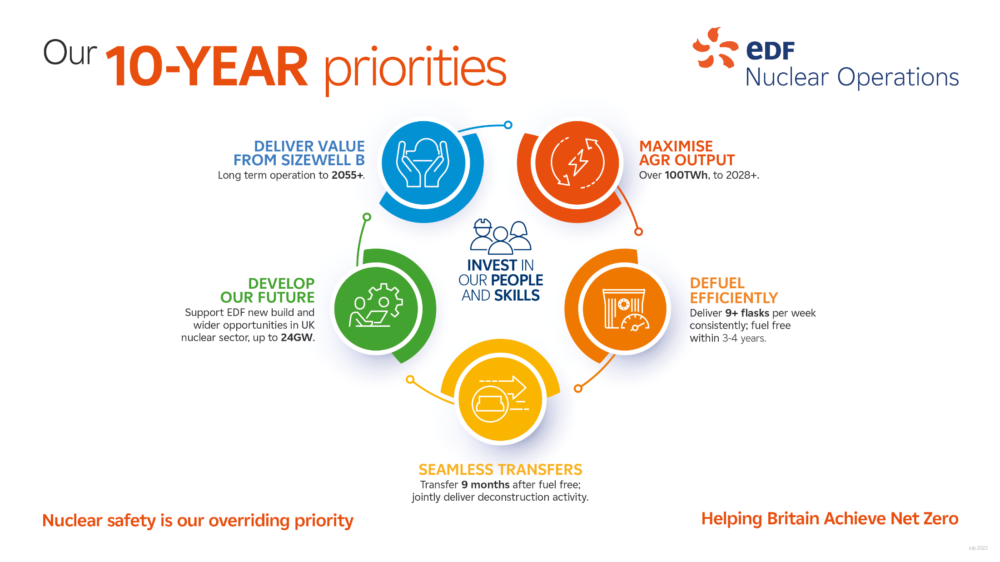 Our 10-YEAR priorities
eDF
Nuclear Operations
DELIVER VALUE
FROM SIZEWELL B
Long term operation to 2055+.
MAXIMISE
AGR OUTPUT
Over 100TWh, to 2028+.
INVEST IN
OUR PEOPLE
AND SKILLS
DEVELOP
OUR FUTURE
Support EDF new build and
wider opportunities in UK
nuclear sector, up to 24GW.
DEFUEL
EFFICIENTLY
Deliver 9+ flasks per week
consistently; fuel free
within 3-4 years.
SEAMLESS TRANSFERS
Transfer 9 months after fuel free;
jointly deliver deconstruction activity.
Nuclear safety is our overriding priority
Helping Britain Achieve Net Zero
July 2023